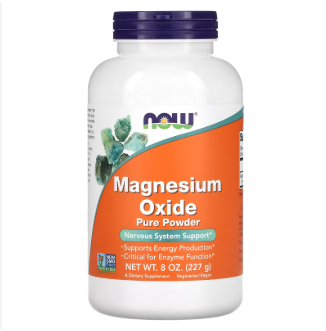 now
Magnesium
Oxide
Pure Powder
Nervous System Support*
• Supports Energy Production*
• Critical for Enzyme Function*
NET WT. 8 OZ. (227 g)
A Dietary Supplement Vegetarian/Vegan